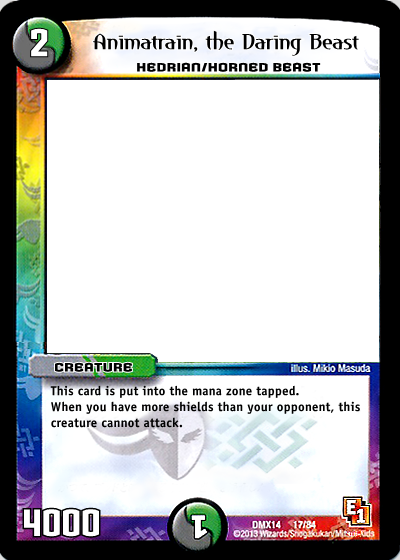 2
Animatrain, the Daring Beast
HEDRIAN/HORNED BEAST
CREATURE
illus. Mikio Masuda
This card is put into the mana zone tapped.
When you have more shields than your opponent, this
creature cannot attack.
E1
4000
1
DMX14 17/84
©2013 Wizards/Shogakukan/Mitsui-Kids